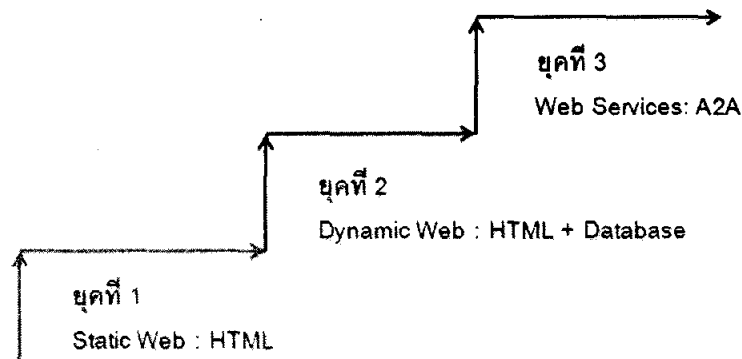 ยุคที่ 3
Web Services: A2A
ยุคที่ 2
Dynamic Web : HTML + Database
ยุคที่ 1
Static Web : HTML